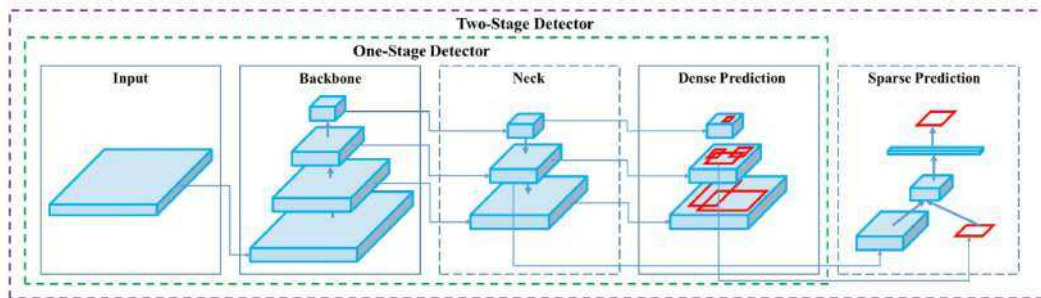 Two-Stage Detector
One-Stage Detector
Input
Backbone
Neck
Dense Prediction
Sparse Prediction